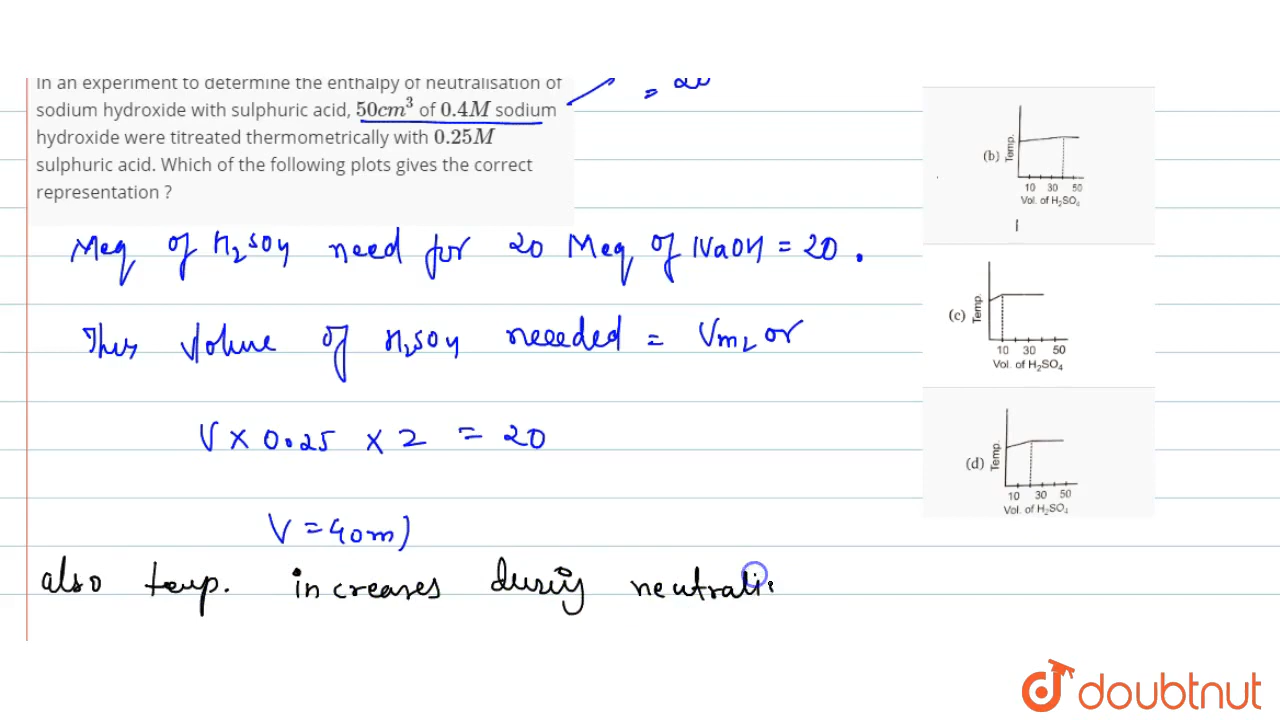 In an experiment to determine the enthalpy of neutralisation of
sodium hydroxide with sulphuric acid, 50cm³ of 0.4M sodium
hydroxide were titreated thermometrically with 0.25M
sulphuric acid. Which of the following plots gives the correct
representation ?
= 20
Meq of H2SO4 need for 20 Meq of NaOH = 20.
Thus Volume of H2SO4 neeeded = VmL or
V × 0.25 × 2 = 20
V = 40ml
also temp. increases during neutrali
(b)
Temp.
10 30 50
Vol. of H₂SO₄
(c)
Temp.
10 30 50
Vol. of H₂SO₄
(d)
Temp.
10 30 50
Vol. of H₂SO₄
doubtnut